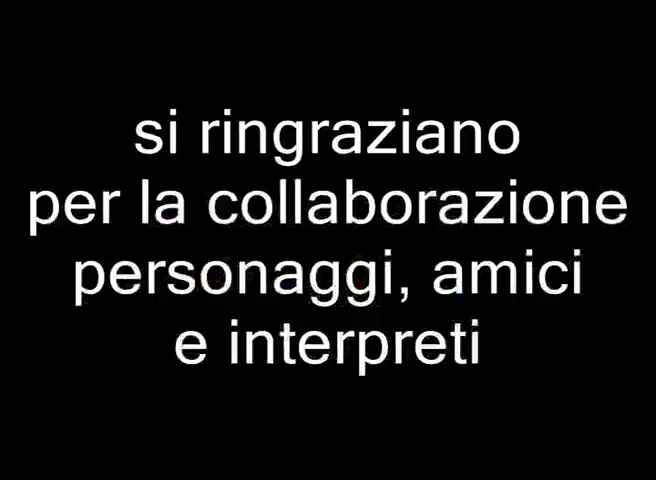 si ringraziano
per la collaborazione
personaggi, amici
e interpreti